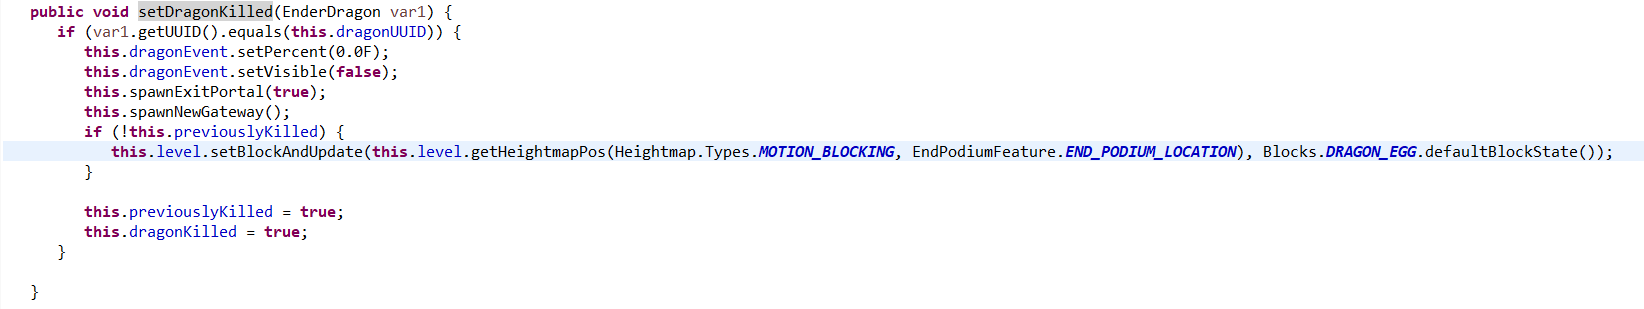 public void setDragonKilled(EnderDragon var1) {
if (var1.getUUID().equals(this.dragonUUID)) {
this.dragonEvent.setPercent(0.0F);
this.dragonEvent.setVisible(false);
this.spawnExitPortal(true);
this.spawnNewGateway();
if (!this.previouslyKilled) {
this.level.setBlockAndUpdate(this.level.getHeightmapPos(Heightmap.Types.MOTION_BLOCKING, EndPodiumFeature.END_PODIUM_LOCATION), Blocks.DRAGON_EGG.defaultBlockState());
}
this.previouslyKilled = true;
this.dragonKilled = true;
}
}